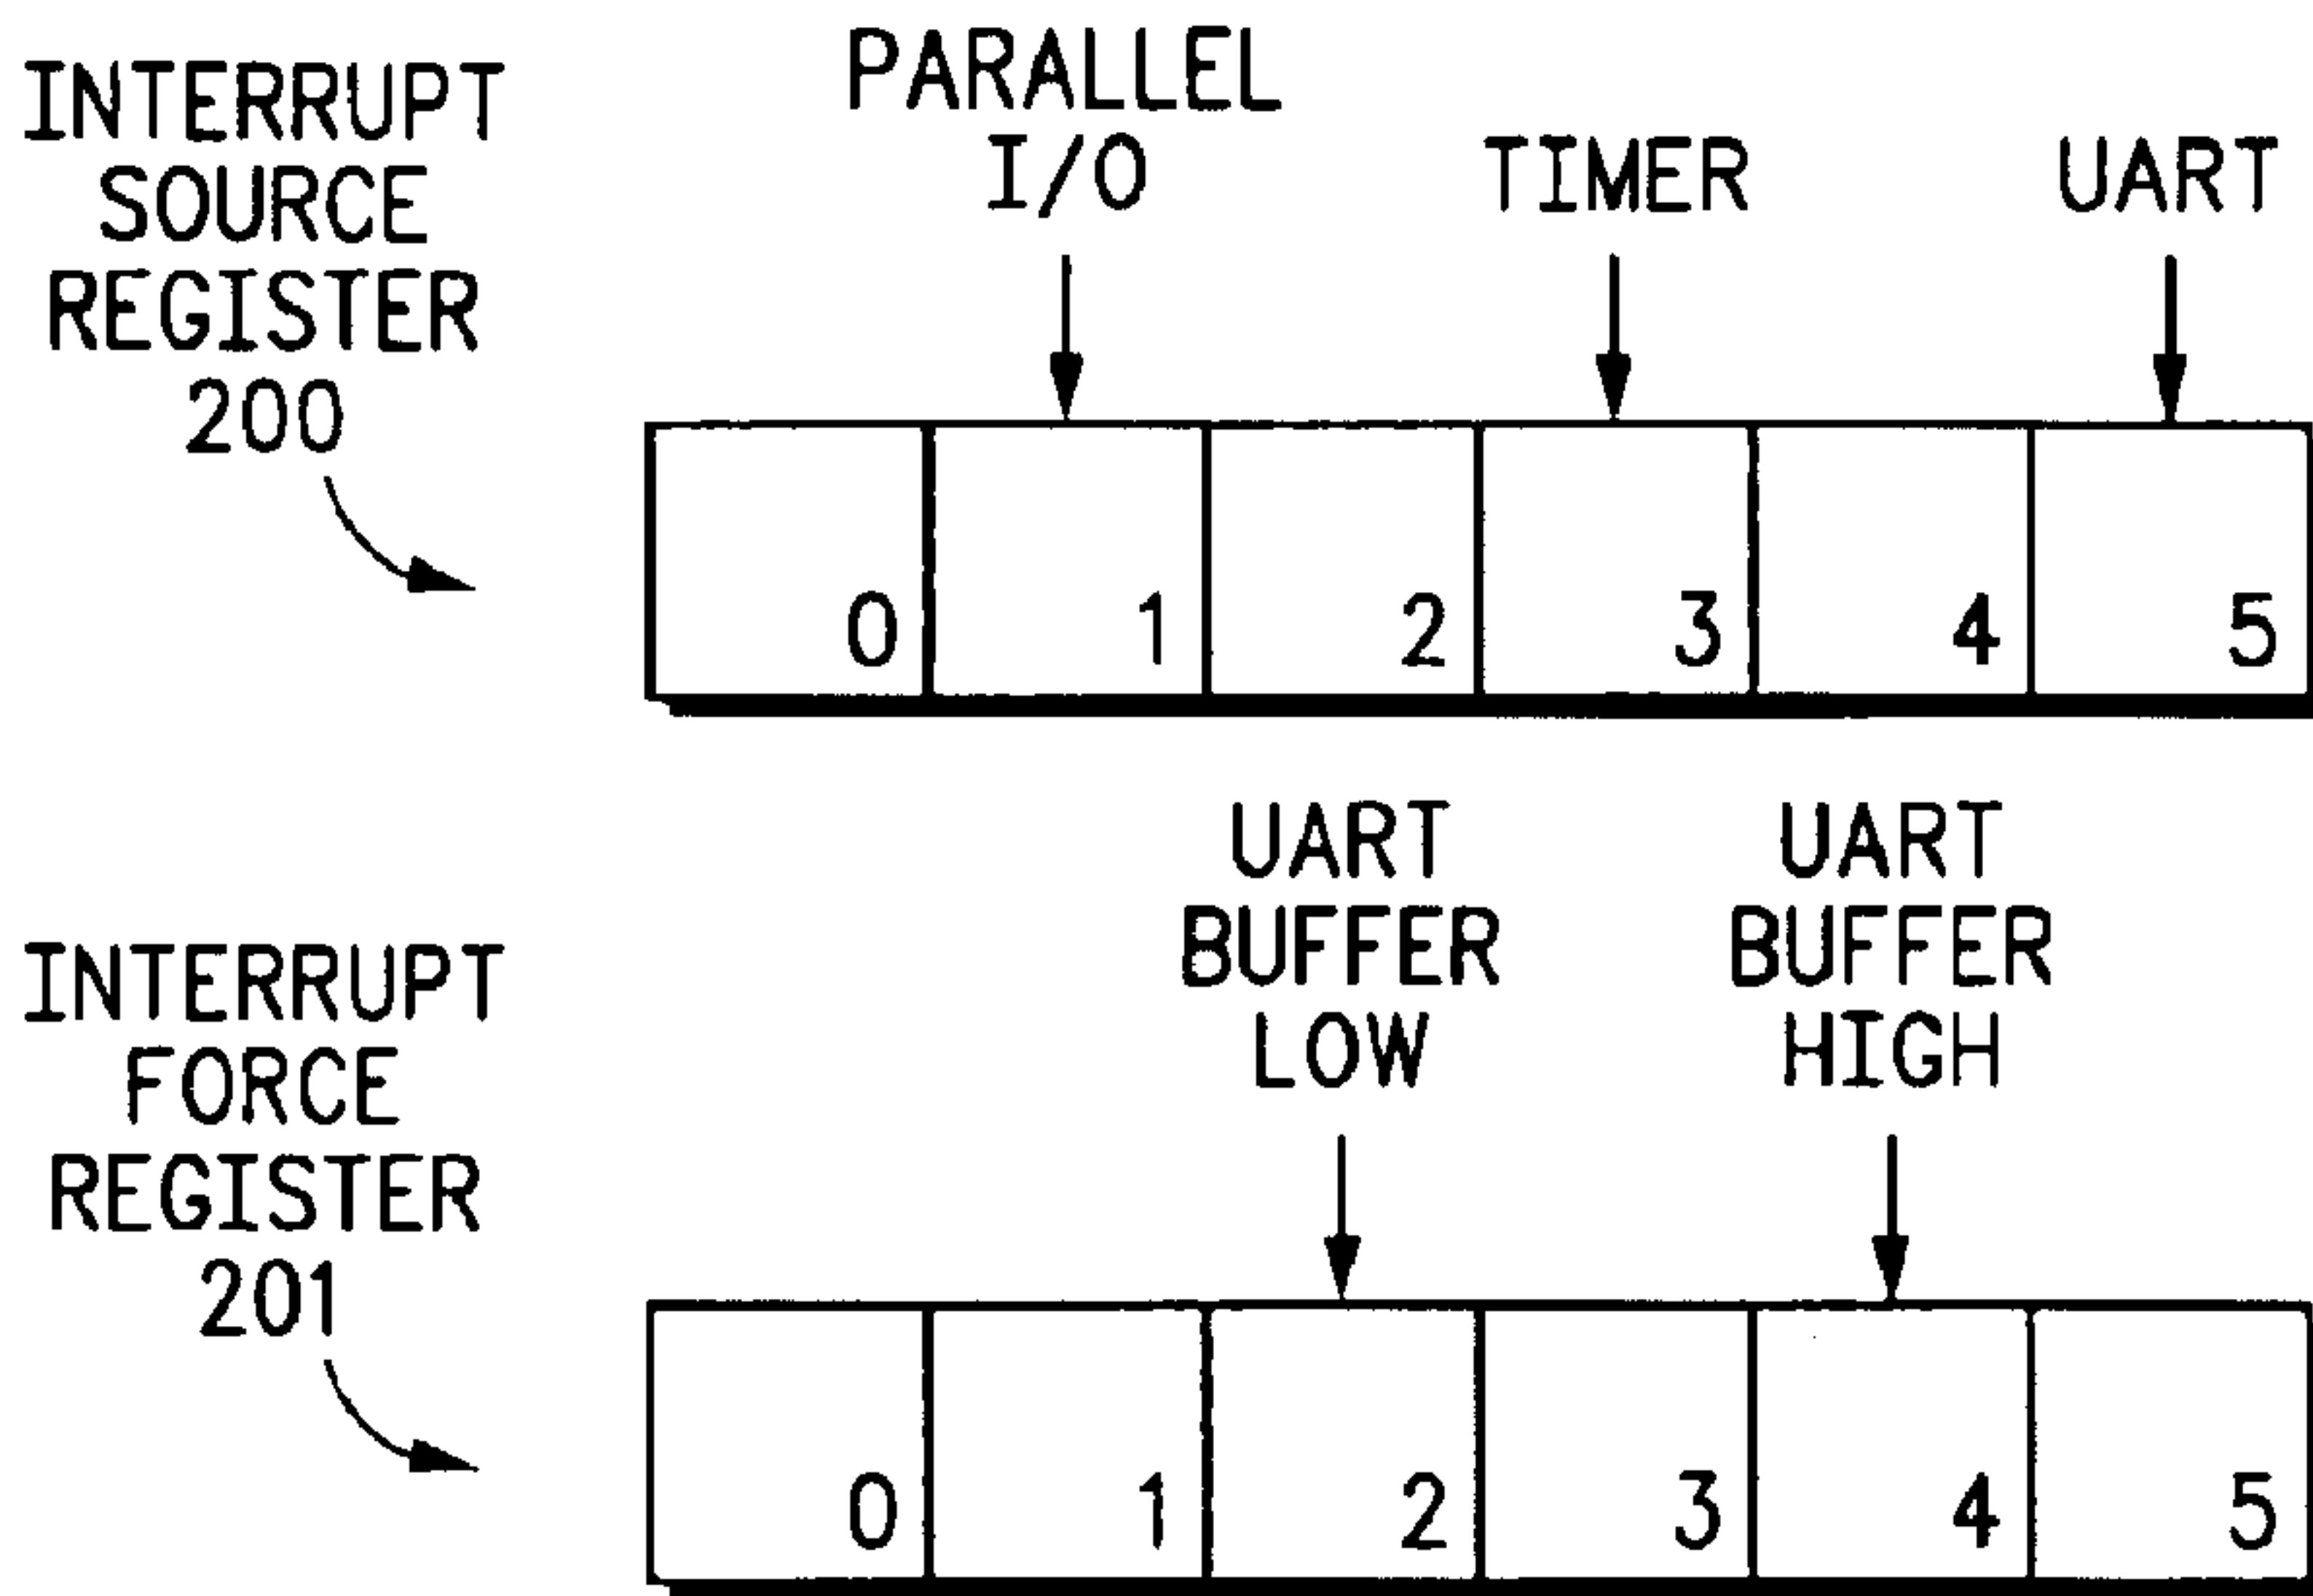 INTERRUPT
SOURCE
REGISTER
200
PARALLEL
I/O
TIMER
UART
0 1 2 3 4 5
INTERRUPT
FORCE
REGISTER
201
UART
BUFFER
LOW
UART
BUFFER
HIGH
0 1 2 3 4 5